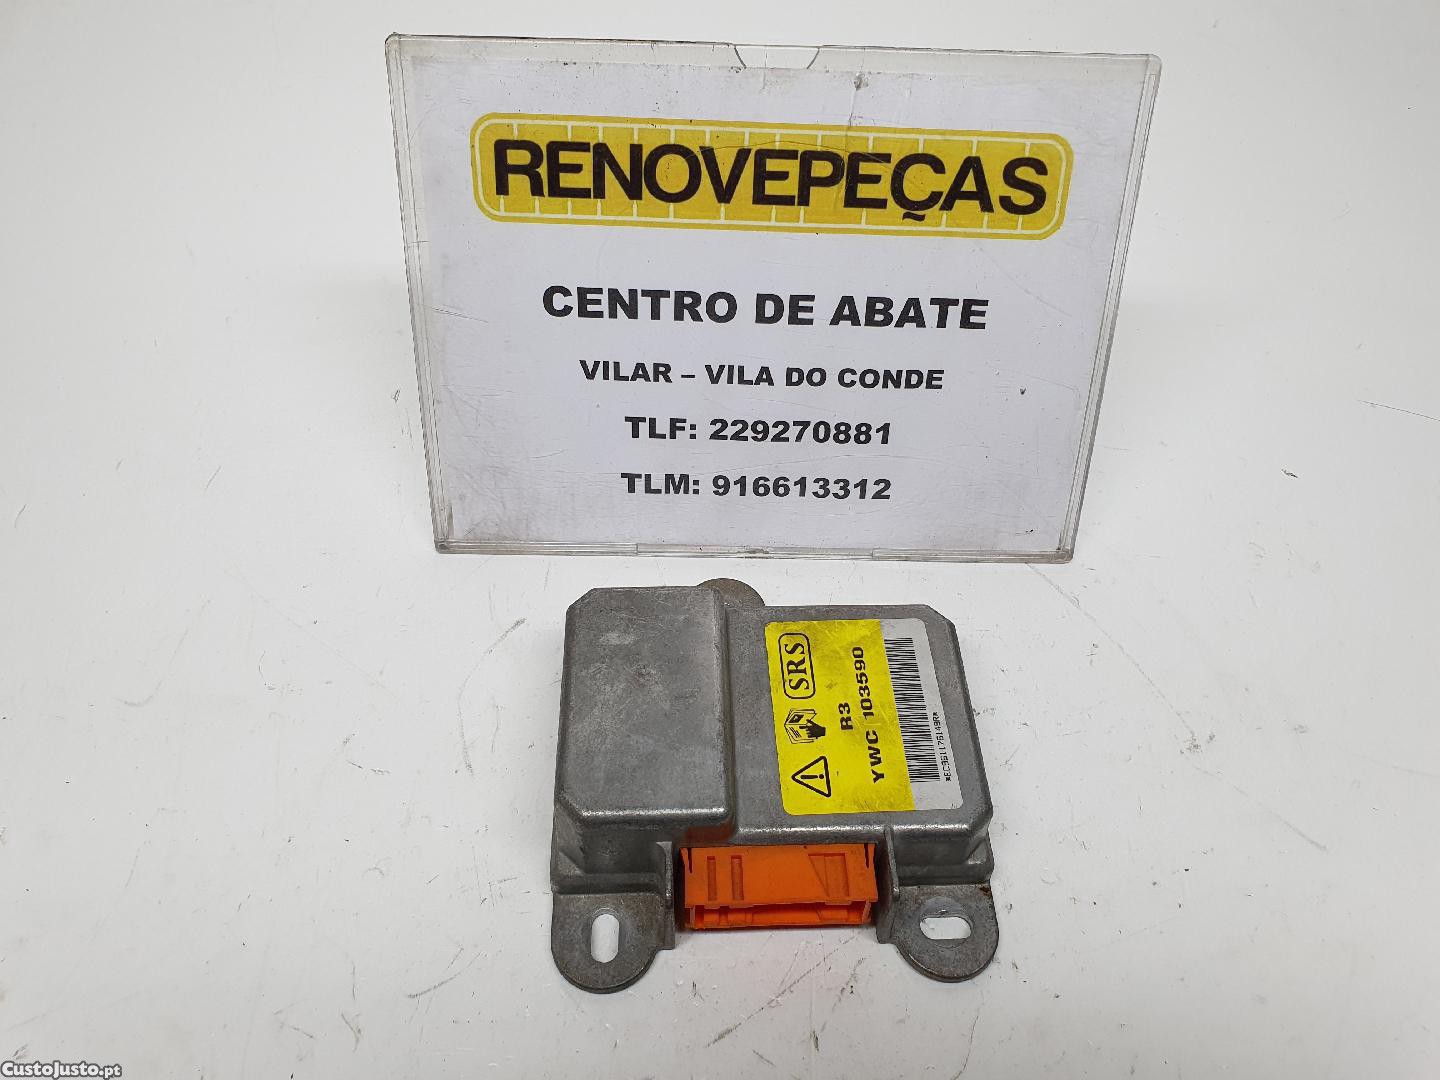 RENOVEPEÇAS
CENTRO DE ABATE
VILAR – VILA DO CONDE
TLF: 229270881
TLM: 916613312
SRS
R3
YWC 103590
CustoJusto.pt